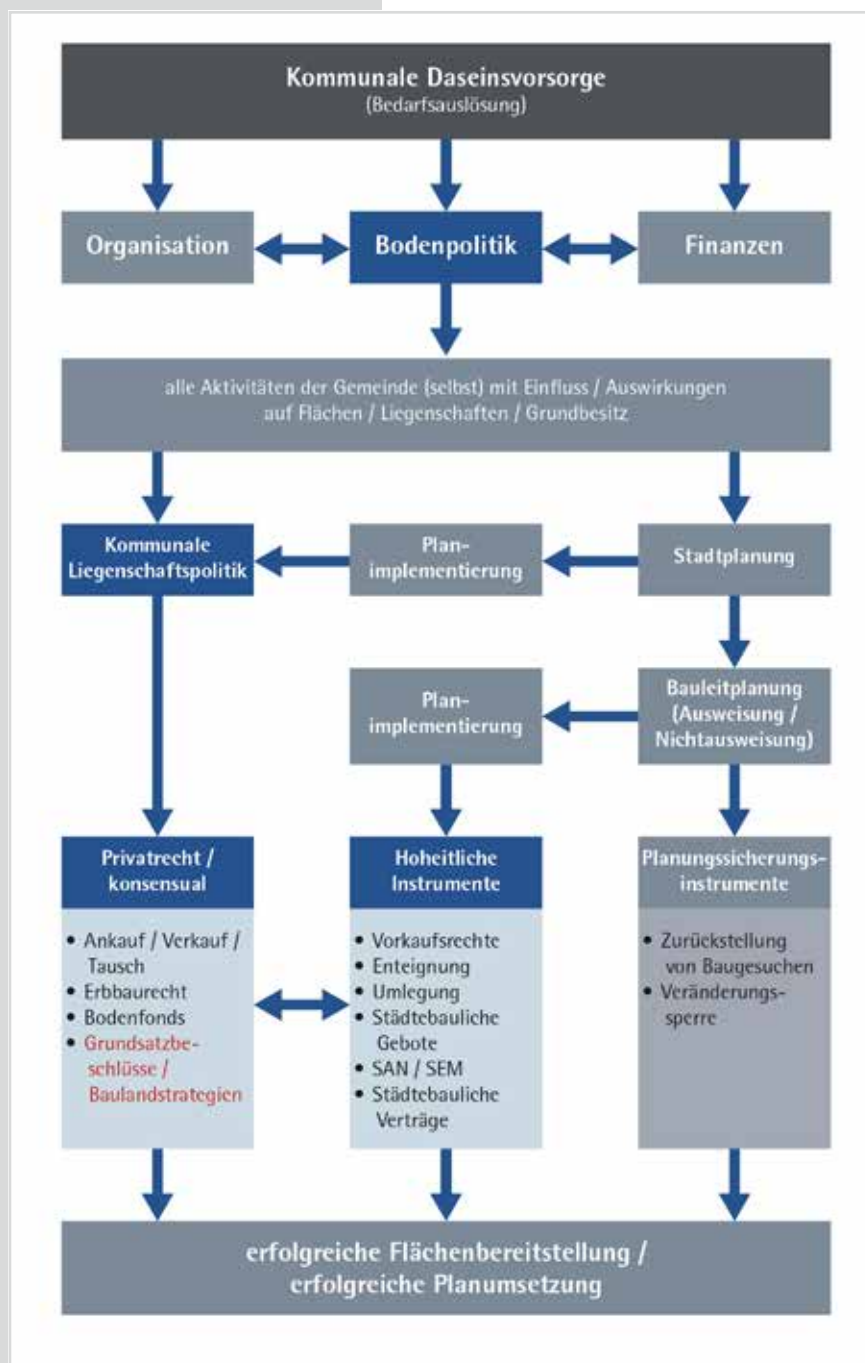 Kommunale Daseinsvorsorge
(Bedarfsauslösung)
Organisation
Bodenpolitik
Finanzen
alle Aktivitäten der Gemeinde (selbst) mit Einfluss / Auswirkungen
auf Flächen / Liegenschaften / Grundbesitz
Kommunale
Liegenschaftspolitik
Plan-
implementierung
Stadtplanung
Plan-
implementierung
Bauleitplanung
(Ausweisung /
Nichtausweisung)
Privatrecht /
konsensual
• Ankauf / Verkauf /
Tausch
• Erbbaurecht
• Bodenfonds
• Grundsatzbe-
schlüsse /
Baulandstrategien
Hoheitliche
Instrumente
• Vorkaufsrechte
• Enteignung
• Umlegung
• Städtebauliche
Gebote
• SAN / SEM
• Städtebauliche
Verträge
Planungssicherungs-
instrumente
• Zurückstellung
von Baugesuchen
• Veränderungs-
sperre
erfolgreiche Flächenbereitstellung /
erfolgreiche Planumsetzung